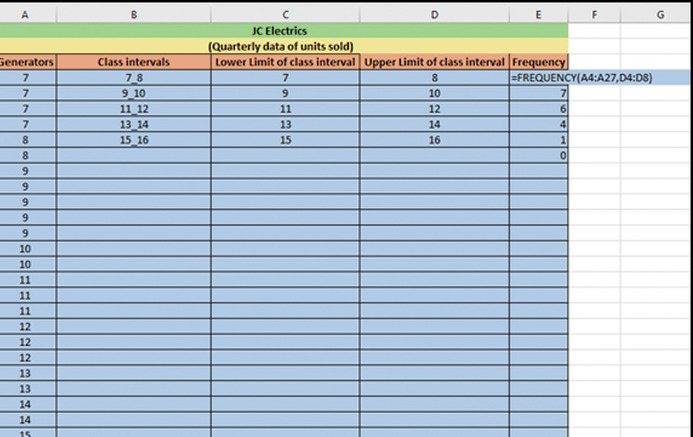 A B C D E F G
JC Electrics
(Quarterly data of units sold)
Generators Class intervals Lower Limit of class interval Upper Limit of class interval Frequency
7 7_8 7 8 =FREQUENCY(A4:A27,D4:D8)
7 9_10 9 10 7
7 11_12 11 12 6
7 13_14 13 14 4
8 15_16 15 16 1
8 0
9
9
9
9
9
10
10
11
11
11
12
12
12
13
13
14
14
15